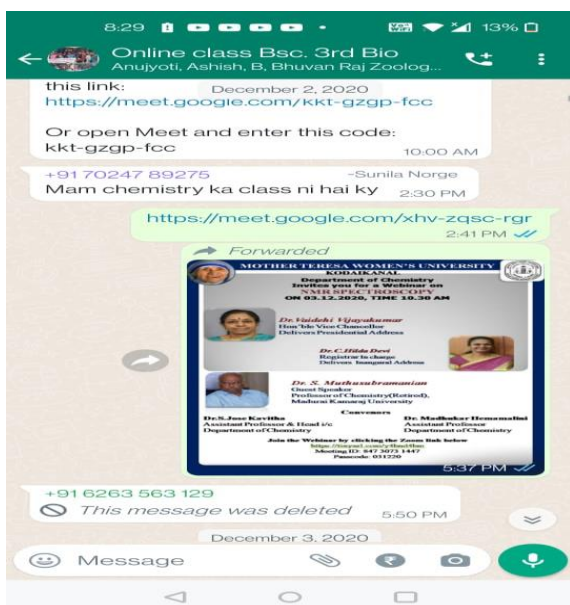 8:29
13%
Online class Bsc. 3rd Bio
Anujyoti, Ashish, B, Bhuvan Raj Zoolog...
this link:
December 2, 2020
https://meet.google.com/kkt-gzgp-fcc
Or open Meet and enter this code:
kkt-gzgp-fcc
10:00 AM
+91 70247 89275
~Sunila Norge
Mam chemistry ka class ni hai ky
2:30 PM
https://meet.google.com/xhv-zqsc-rgr
2:41 PM
Forwarded
MOTHER TERESA WOMEN'S UNIVERSITY
KODAIKANAL
Department of Chemistry
Invites you for a Webinar on
NMR SPECTROSCOPY
ON 03.12.2020, TIME 10.30 AM
Dr. Vaidehi Vijayakumar
Hon'ble Vice Chancellor
Delivers Presidential Address
Dr.C.Hilda Devi
Registrar In charge
Delivers Inaugural Address
Dr. S. Muthusubramanian
Guest Speaker
Professor of Chemistry(Retired),
Madurai Kamaraj University
Convenors
Dr.S.Jose Kavitha
Assistant Professor & Head i/c
Department of Chemistry
Dr. Madhukar Hemamalini
Assistant Professor
Department of Chemistry
Join the Webinar by clicking the Zoom link below
Meeting ID: 847 3073 1447
Passcode: 031220
5:37 PM
+91 6263 563 129
This message was deleted
5:50 PM
December 3, 2020
Message